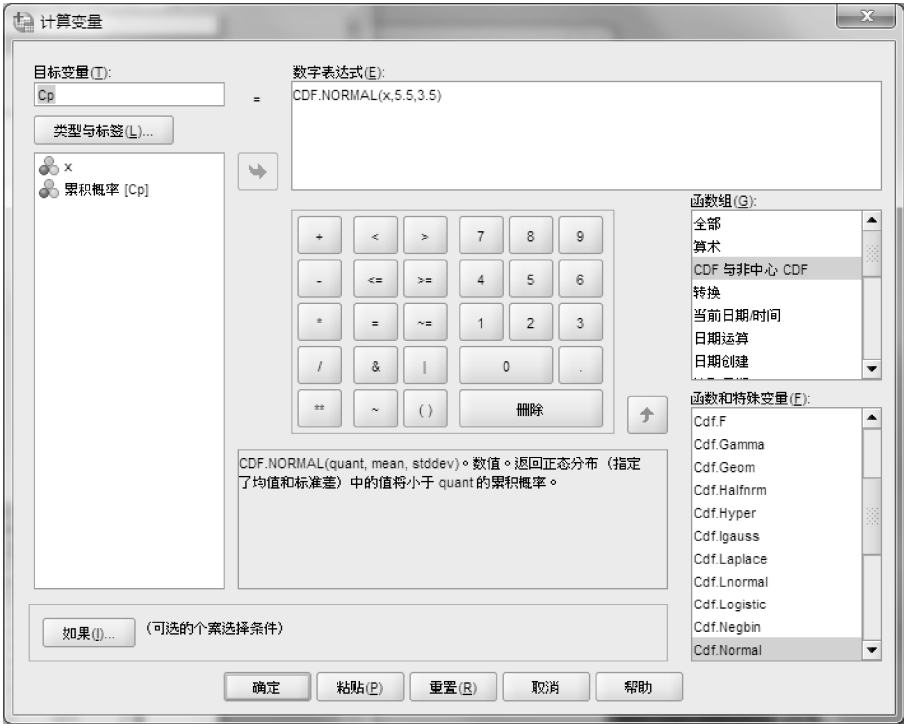 计算变量
目标变量(T):
Cp
=
数字表达式(E):
CDF.NORMAL(x,5.5,3.5)
类型与标签(L)...
x
累积概率 [Cp]
+ < > 7 8 9
- <= >= 4 5 6
* = ~= 1 2 3
/ & | 0 .
** ~ ( ) 删除
函数组(G):
全部
算术
CDF 与非中心 CDF
转换
当前日期/时间
日期运算
日期创建
函数和特殊变量(F):
Cdf.F
Cdf.Gamma
Cdf.Geom
Cdf.Halfnrm
Cdf.Hyper
Cdf.Igauss
Cdf.Laplace
Cdf.Lnormal
Cdf.Logistic
Cdf.Negbin
Cdf.Normal
CDF.NORMAL(quant, mean, stddev)。数值。返回正态分布（指定
了均值和标准差）中的值将小于 quant 的累积概率。
如果(I)...
(可选的个案选择条件)
确定
粘贴(P)
重置(R)
取消
帮助